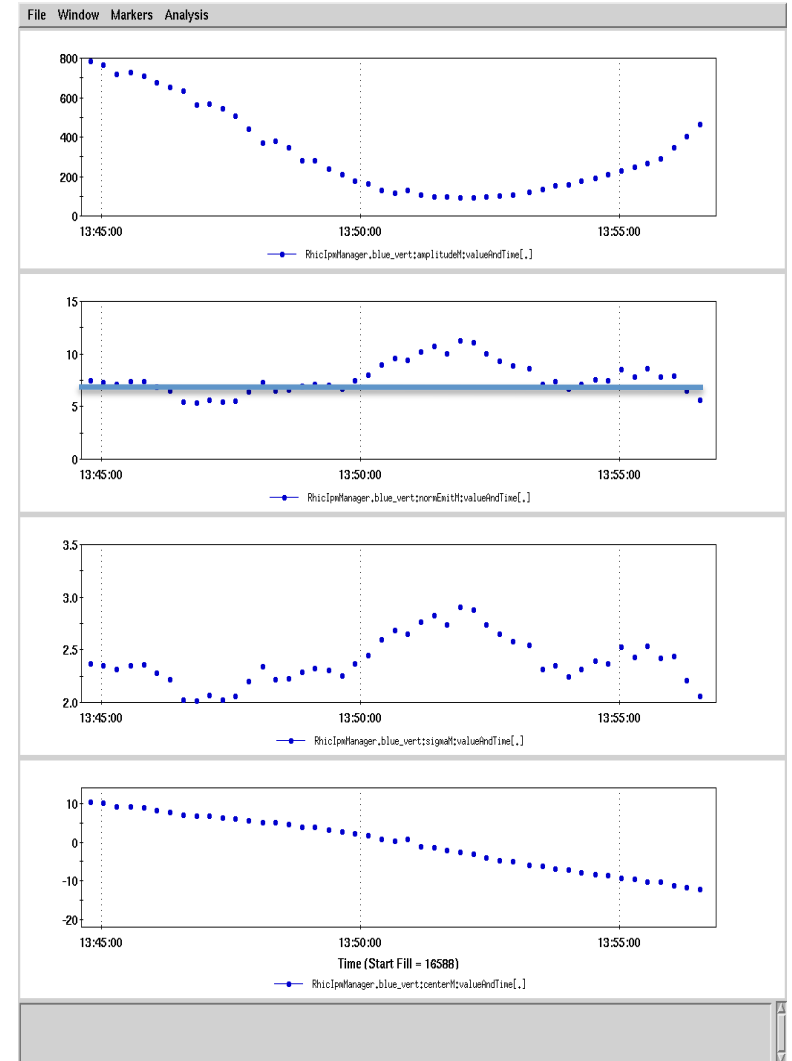 File Window Markers Analysis
800
600
400
200
0
13:45:00 13:50:00 13:55:00
RhicIpmManager.blue_vert:amplitudeM:valueAndTime[.]
15
10
5
0
13:45:00 13:50:00 13:55:00
RhicIpmManager.blue_vert:normEmitM:valueAndTime[.]
3.5
3.0
2.5
2.0
13:45:00 13:50:00 13:55:00
RhicIpmManager.blue_vert:sigmaM:valueAndTime[.]
10
0
-10
-20
13:45:00 13:50:00 13:55:00
Time (Start Fill = 16588)
RhicIpmManager.blue_vert:centerM:valueAndTime[.]